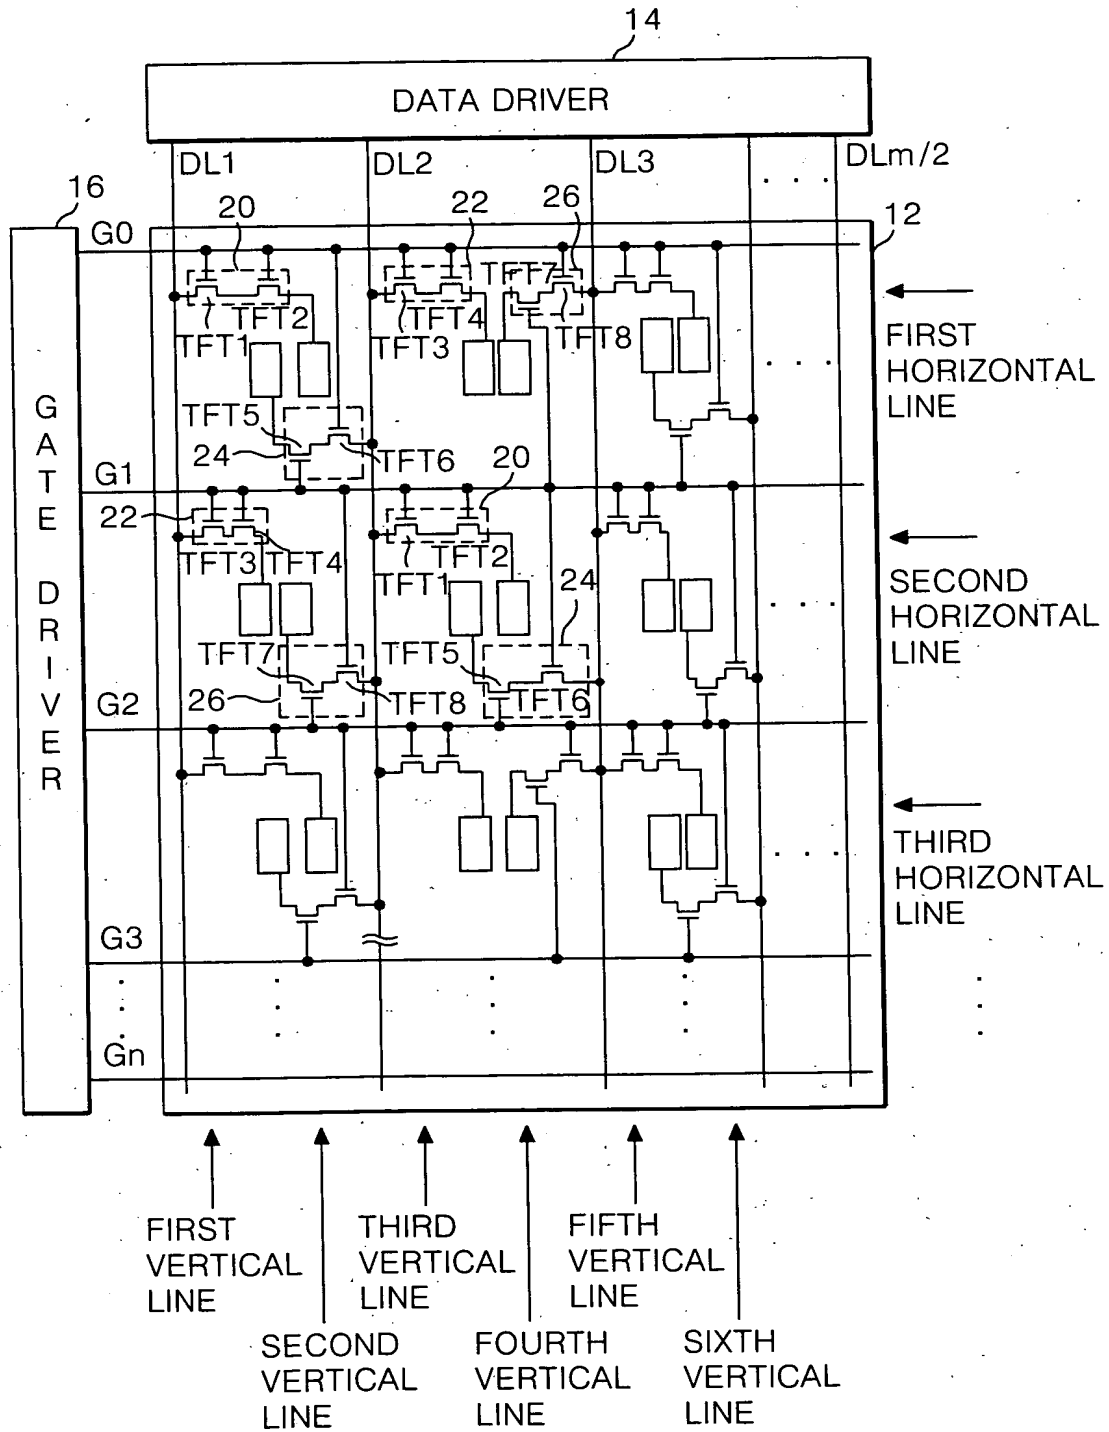 14
DATA DRIVER
DL1
DL2
DL3
DLm/2
16
20
22
26
12
G0
TFT7
TFT1
TFT2
TFT3
TFT4
TFT8
FIRST
HORIZONTAL
LINE
GATE DRIVER
TFT5
24
TFT6
G1
20
22
TFT3
TFT4
TFT1
TFT2
24
SECOND
HORIZONTAL
LINE
TFT7
TFT5
26
TFT8
TFT6
G2
THIRD
HORIZONTAL
LINE
G3
Gn
FIRST
VERTICAL
LINE
THIRD
VERTICAL
LINE
FIFTH
VERTICAL
LINE
SECOND
VERTICAL
LINE
FOURTH
VERTICAL
LINE
SIXTH
VERTICAL
LINE